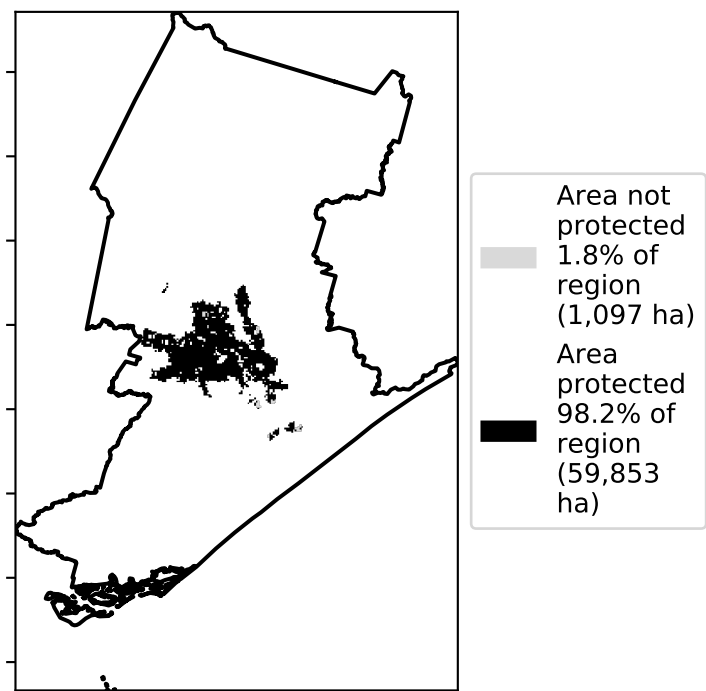 Area not
protected
1.8% of
region
(1,097 ha)
Area
protected
98.2% of
region
(59,853
ha)